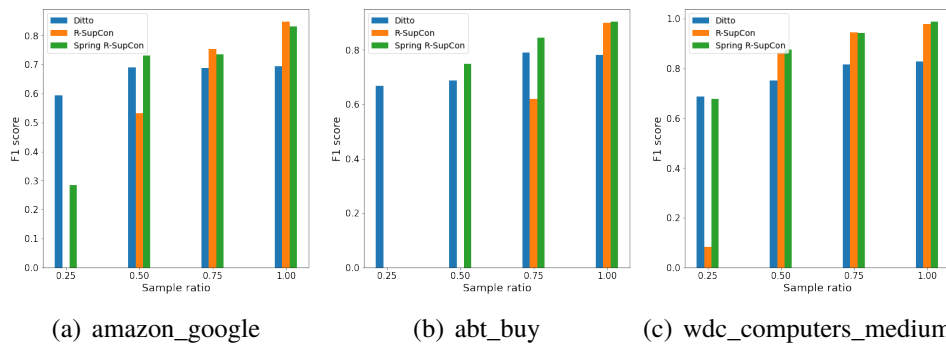 Ditto
R-SupCon
Spring R-SupCon
F1 score
0.8
0.7
0.6
0.5
0.4
0.3
0.2
0.1
0.0
0.25 0.50 0.75 1.00
Sample ratio
(a) amazon_google
Ditto
R-SupCon
Spring R-SupCon
F1 score
0.8
0.6
0.4
0.2
0.0
0.25 0.50 0.75 1.00
Sample ratio
(b) abt_buy
Ditto
R-SupCon
Spring R-SupCon
F1 score
1.0
0.8
0.6
0.4
0.2
0.0
0.25 0.50 0.75 1.00
Sample ratio
(c) wdc_computers_medium